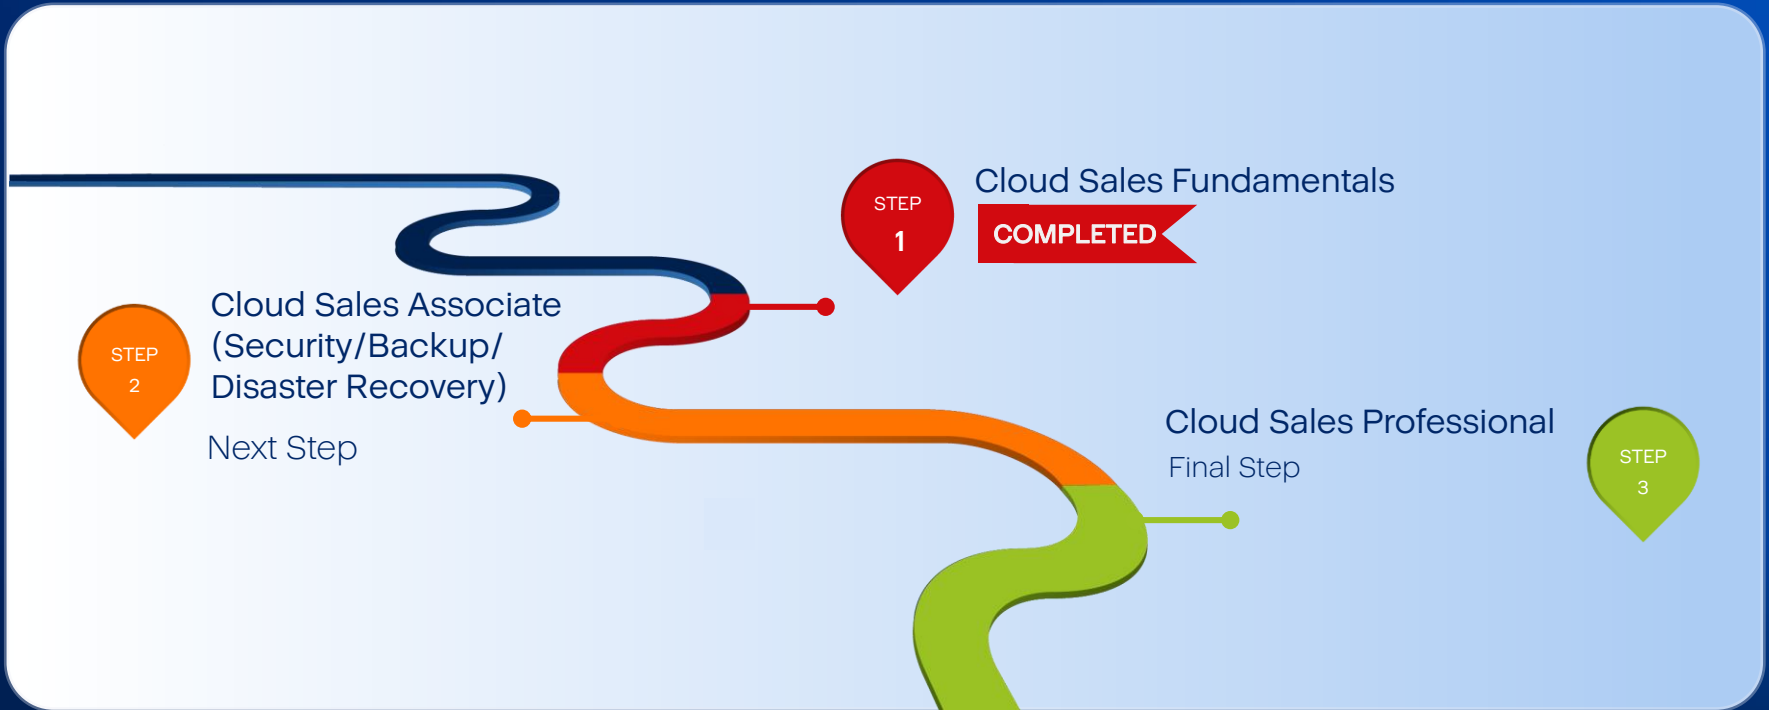 STEP
1
Cloud Sales Fundamentals
COMPLETED
STEP
2
Cloud Sales Associate
(Security/Backup/
Disaster Recovery)
Next Step
Cloud Sales Professional
Final Step
STEP
3